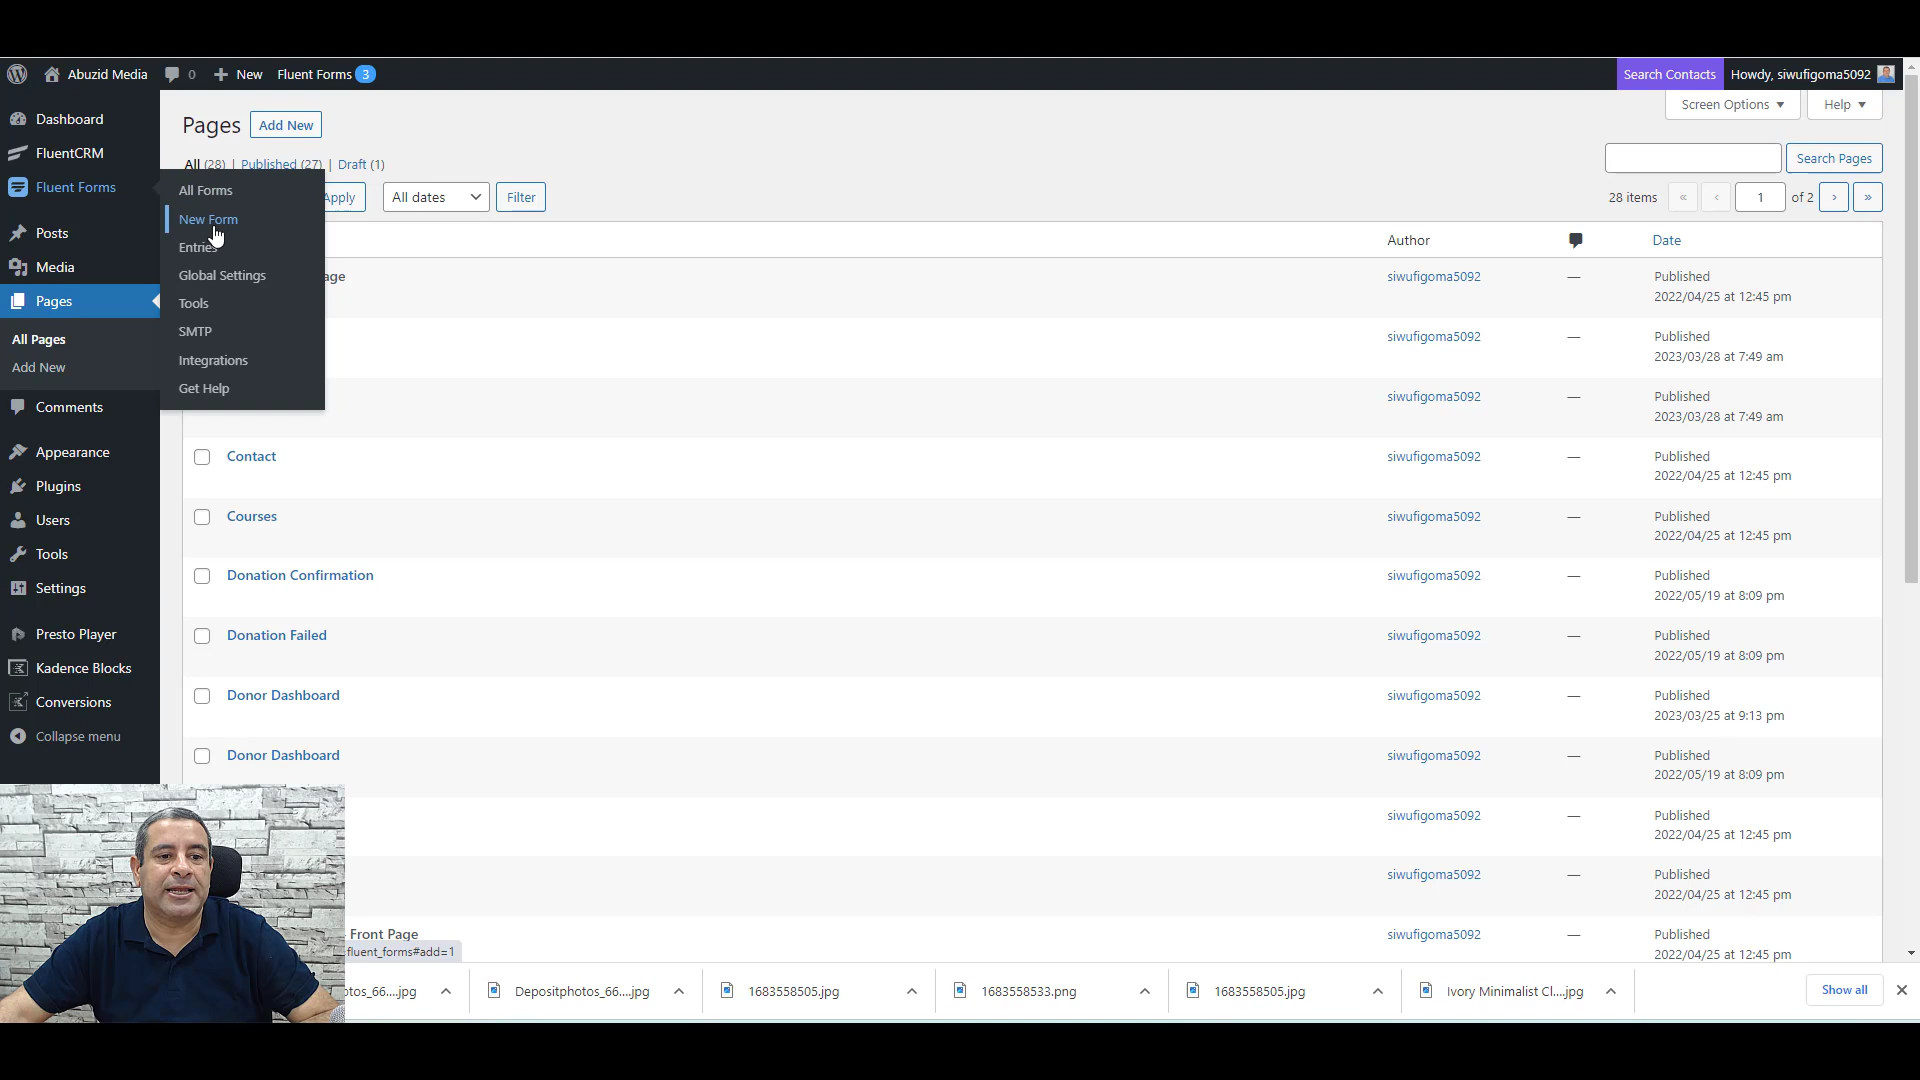 Abuzid Media 0 New Fluent Forms 3 Search Contacts Howdy, siwufigoma5092
Screen Options Help
Dashboard
FluentCRM
Fluent Forms
Posts
Media
Pages
All Pages
Add New
Comments
Appearance
Plugins
Users
Tools
Settings
Presto Player
Kadence Blocks
Conversions
Collapse menu
All Forms
New Form
Entries
Global Settings
Tools
SMTP
Integrations
Get Help
Pages Add New
All (28) | Published (27) | Draft (1)
Search Pages
Apply All dates Filter
28 items « ‹ 1 of 2 › »
Author Date
age siwufigoma5092 — Published
2022/04/25 at 12:45 pm
siwufigoma5092 — Published
2023/03/28 at 7:49 am
siwufigoma5092 — Published
2023/03/28 at 7:49 am
Contact siwufigoma5092 — Published
2022/04/25 at 12:45 pm
Courses siwufigoma5092 — Published
2022/04/25 at 12:45 pm
Donation Confirmation siwufigoma5092 — Published
2022/05/19 at 8:09 pm
Donation Failed siwufigoma5092 — Published
2022/05/19 at 8:09 pm
Donor Dashboard siwufigoma5092 — Published
2023/03/25 at 9:13 pm
Donor Dashboard siwufigoma5092 — Published
2022/05/19 at 8:09 pm
siwufigoma5092 — Published
2022/04/25 at 12:45 pm
siwufigoma5092 — Published
2022/04/25 at 12:45 pm
Front Page siwufigoma5092 — Published
2022/04/25 at 12:45 pm
fluent_forms#add=1
otos_66....jpg Depositphotos_66....jpg 1683558505.jpg 1683558533.png 1683558505.jpg Ivory Minimalist Cl....jpg Show all